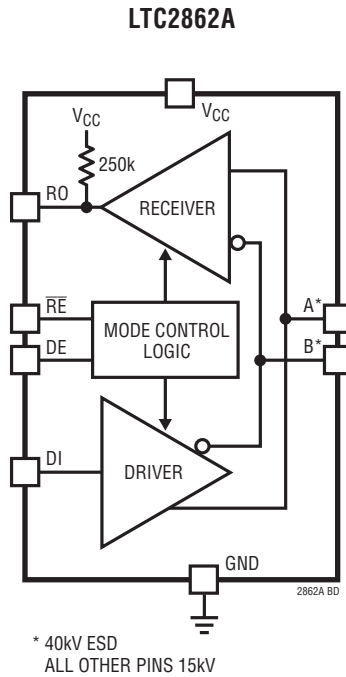 LTC2862A
VCC
VCC
250k
RO
RECEIVER
RE
A*
MODE CONTROL
LOGIC
DE
B*
DI
DRIVER
GND
2862A BD
* 40kV ESD
ALL OTHER PINS 15kV